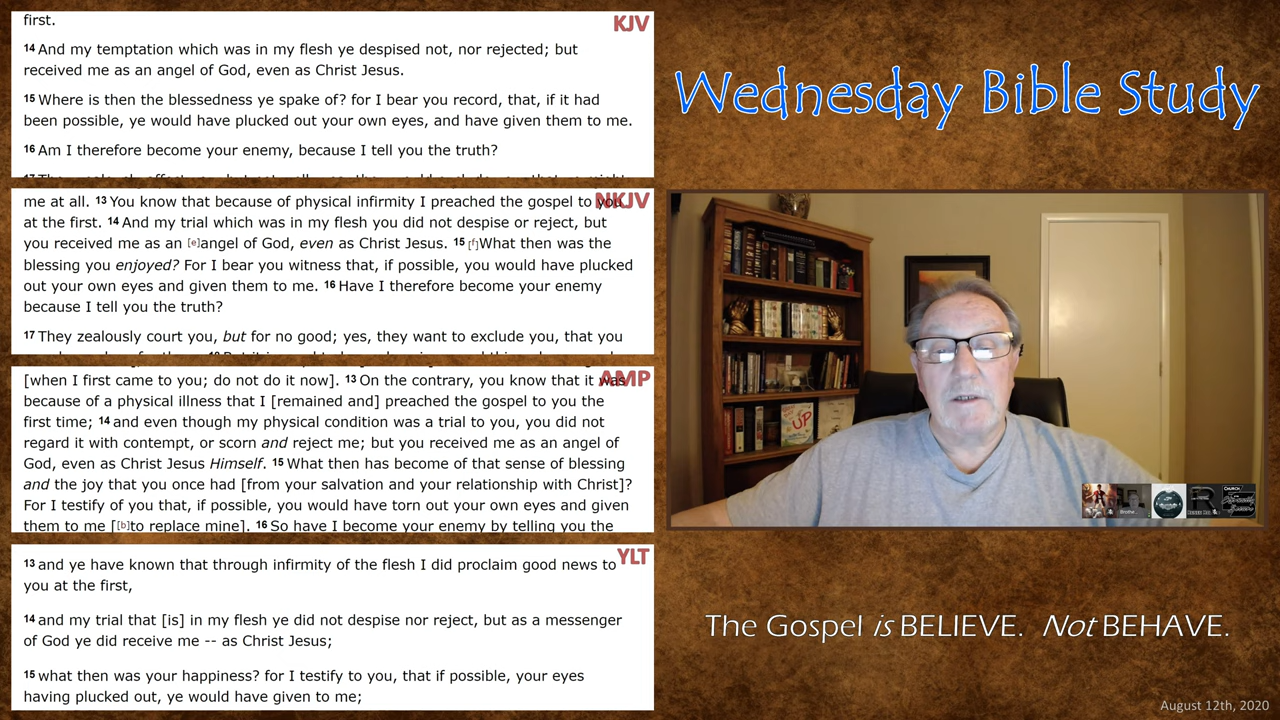 first.
KJV
14 And my temptation which was in my flesh ye despised not, nor rejected; but
received me as an angel of God, even as Christ Jesus.
15 Where is then the blessedness ye spake of? for I bear you record, that, if it had
been possible, ye would have plucked out your own eyes, and have given them to me.
16 Am I therefore become your enemy, because I tell you the truth?
NKJV
me at all. 13 You know that because of physical infirmity I preached the gospel to you
at the first. 14 And my trial which was in my flesh you did not despise or reject, but
you received me as an [e]angel of God, even as Christ Jesus. 15 [f]What then was the
blessing you enjoyed? For I bear you witness that, if possible, you would have plucked
out your own eyes and given them to me. 16 Have I therefore become your enemy
because I tell you the truth?
17 They zealously court you, but for no good; yes, they want to exclude you, that you
AMP
[when I first came to you; do not do it now]. 13 On the contrary, you know that it was
because of a physical illness that I [remained and] preached the gospel to you the
first time; 14 and even though my physical condition was a trial to you, you did not
regard it with contempt, or scorn and reject me; but you received me as an angel of
God, even as Christ Jesus Himself. 15 What then has become of that sense of blessing
and the joy that you once had [from your salvation and your relationship with Christ]?
For I testify of you that, if possible, you would have torn out your own eyes and given
them to me [[b]to replace mine]. 16 So have I become your enemy by telling you the
YLT
13 and ye have known that through infirmity of the flesh I did proclaim good news to
you at the first,
14 and my trial that [is] in my flesh ye did not despise nor reject, but as a messenger
of God ye did receive me -- as Christ Jesus;
15 what then was your happiness? for I testify to you, that if possible, your eyes
having plucked out, ye would have given to me;
Wednesday Bible Study
UP
Brothe...
CHURCH
The Gospel is BELIEVE. Not BEHAVE.
August 12th, 2020